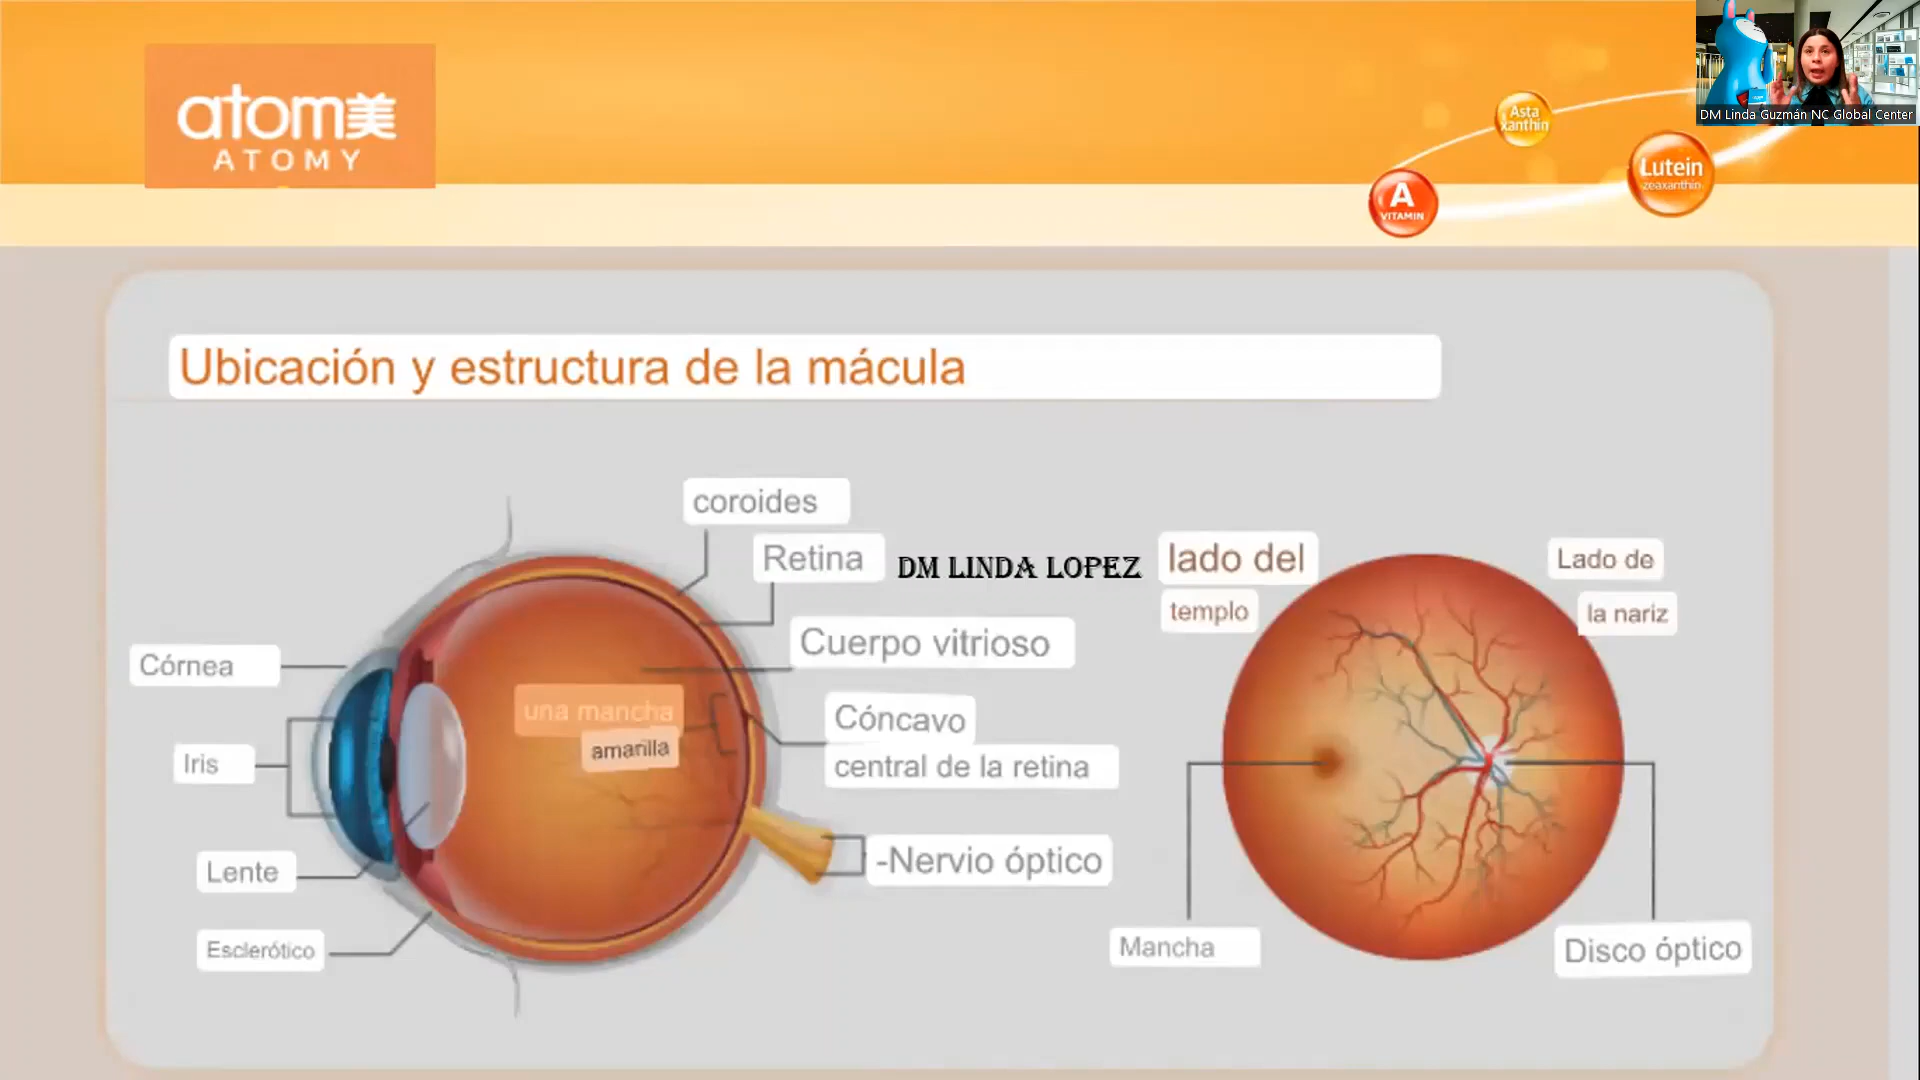 atom美
ATOMY
Asta
xanthin
Lutein
zeaxanthin
A
VITAMIN
DM Linda Guzmán NC Global Center
Ubicación y estructura de la mácula
coroides
Retina
DM LINDA LOPEZ
lado del
templo
Lado de
la nariz
Cuerpo vitrioso
Córnea
una mancha
amarilla
Cóncavo
central de la retina
Iris
-Nervio óptico
Lente
Esclerótico
Mancha
Disco óptico